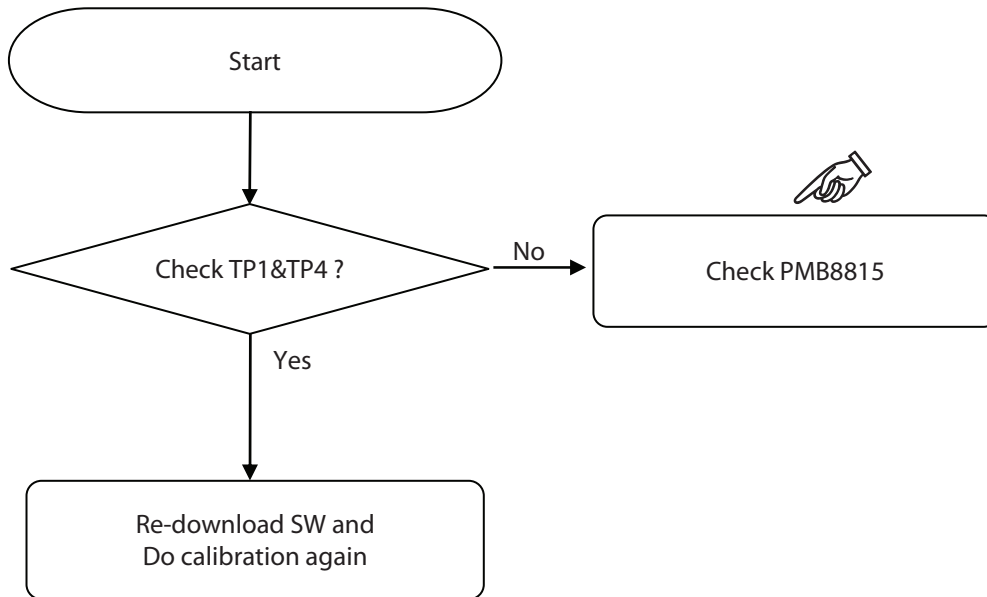 Start
Check TP1&TP4 ?
No
Check PMB8815
Yes
Re-download SW and
Do calibration again